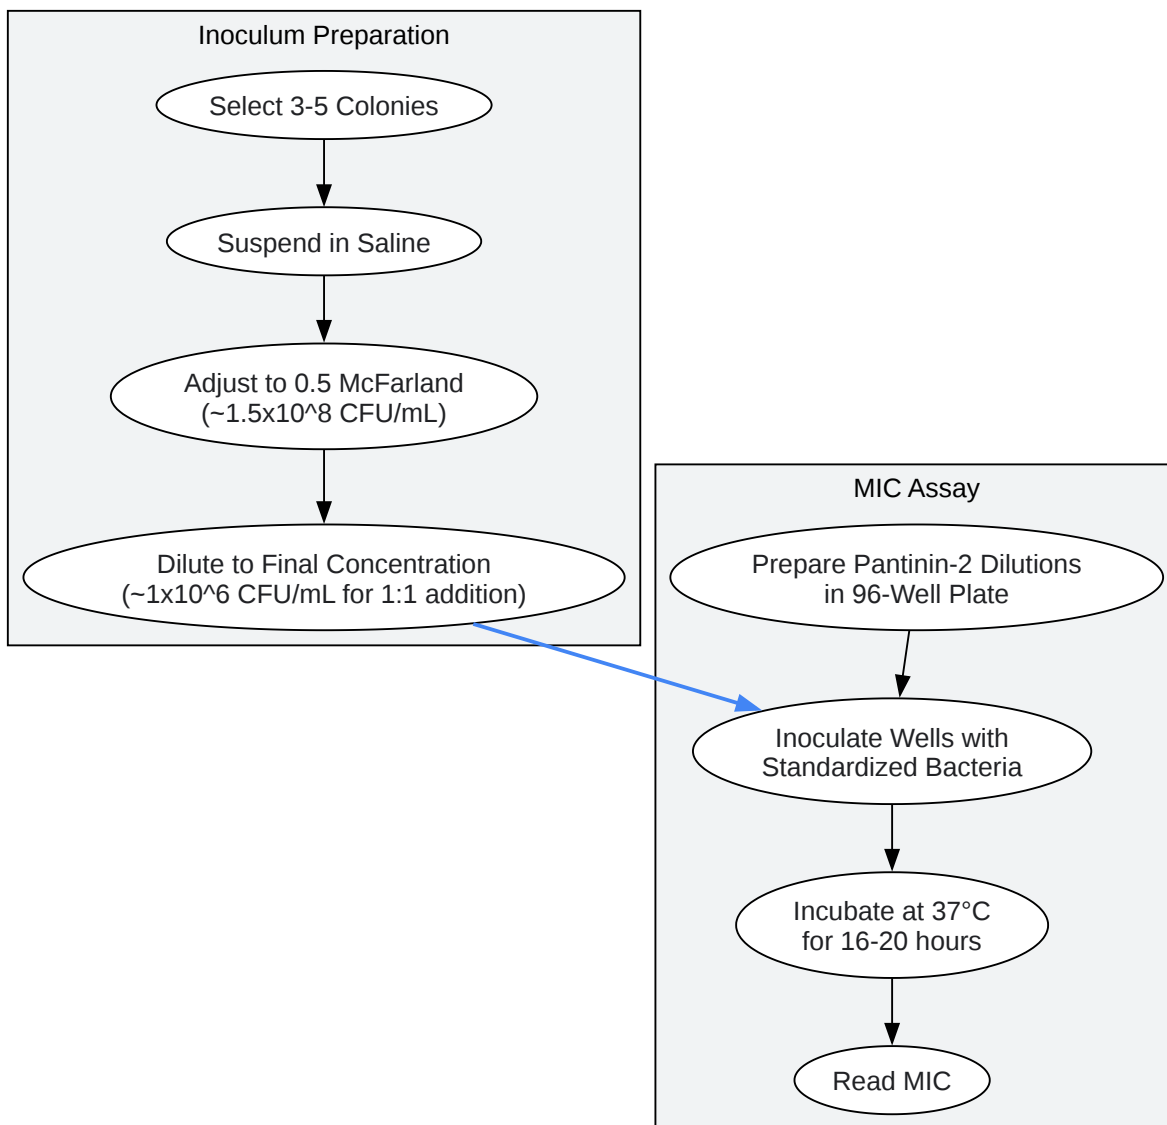 Inoculum Preparation
Select 3-5 Colonies
Suspend in Saline
Adjust to 0.5 McFarland
(~1.5x10^8 CFU/mL)
Dilute to Final Concentration
(~1x10^6 CFU/mL for 1:1 addition)
MIC Assay
Prepare Pantinin-2 Dilutions
in 96-Well Plate
Inoculate Wells with
Standardized Bacteria
Incubate at 37°C
for 16-20 hours
Read MIC